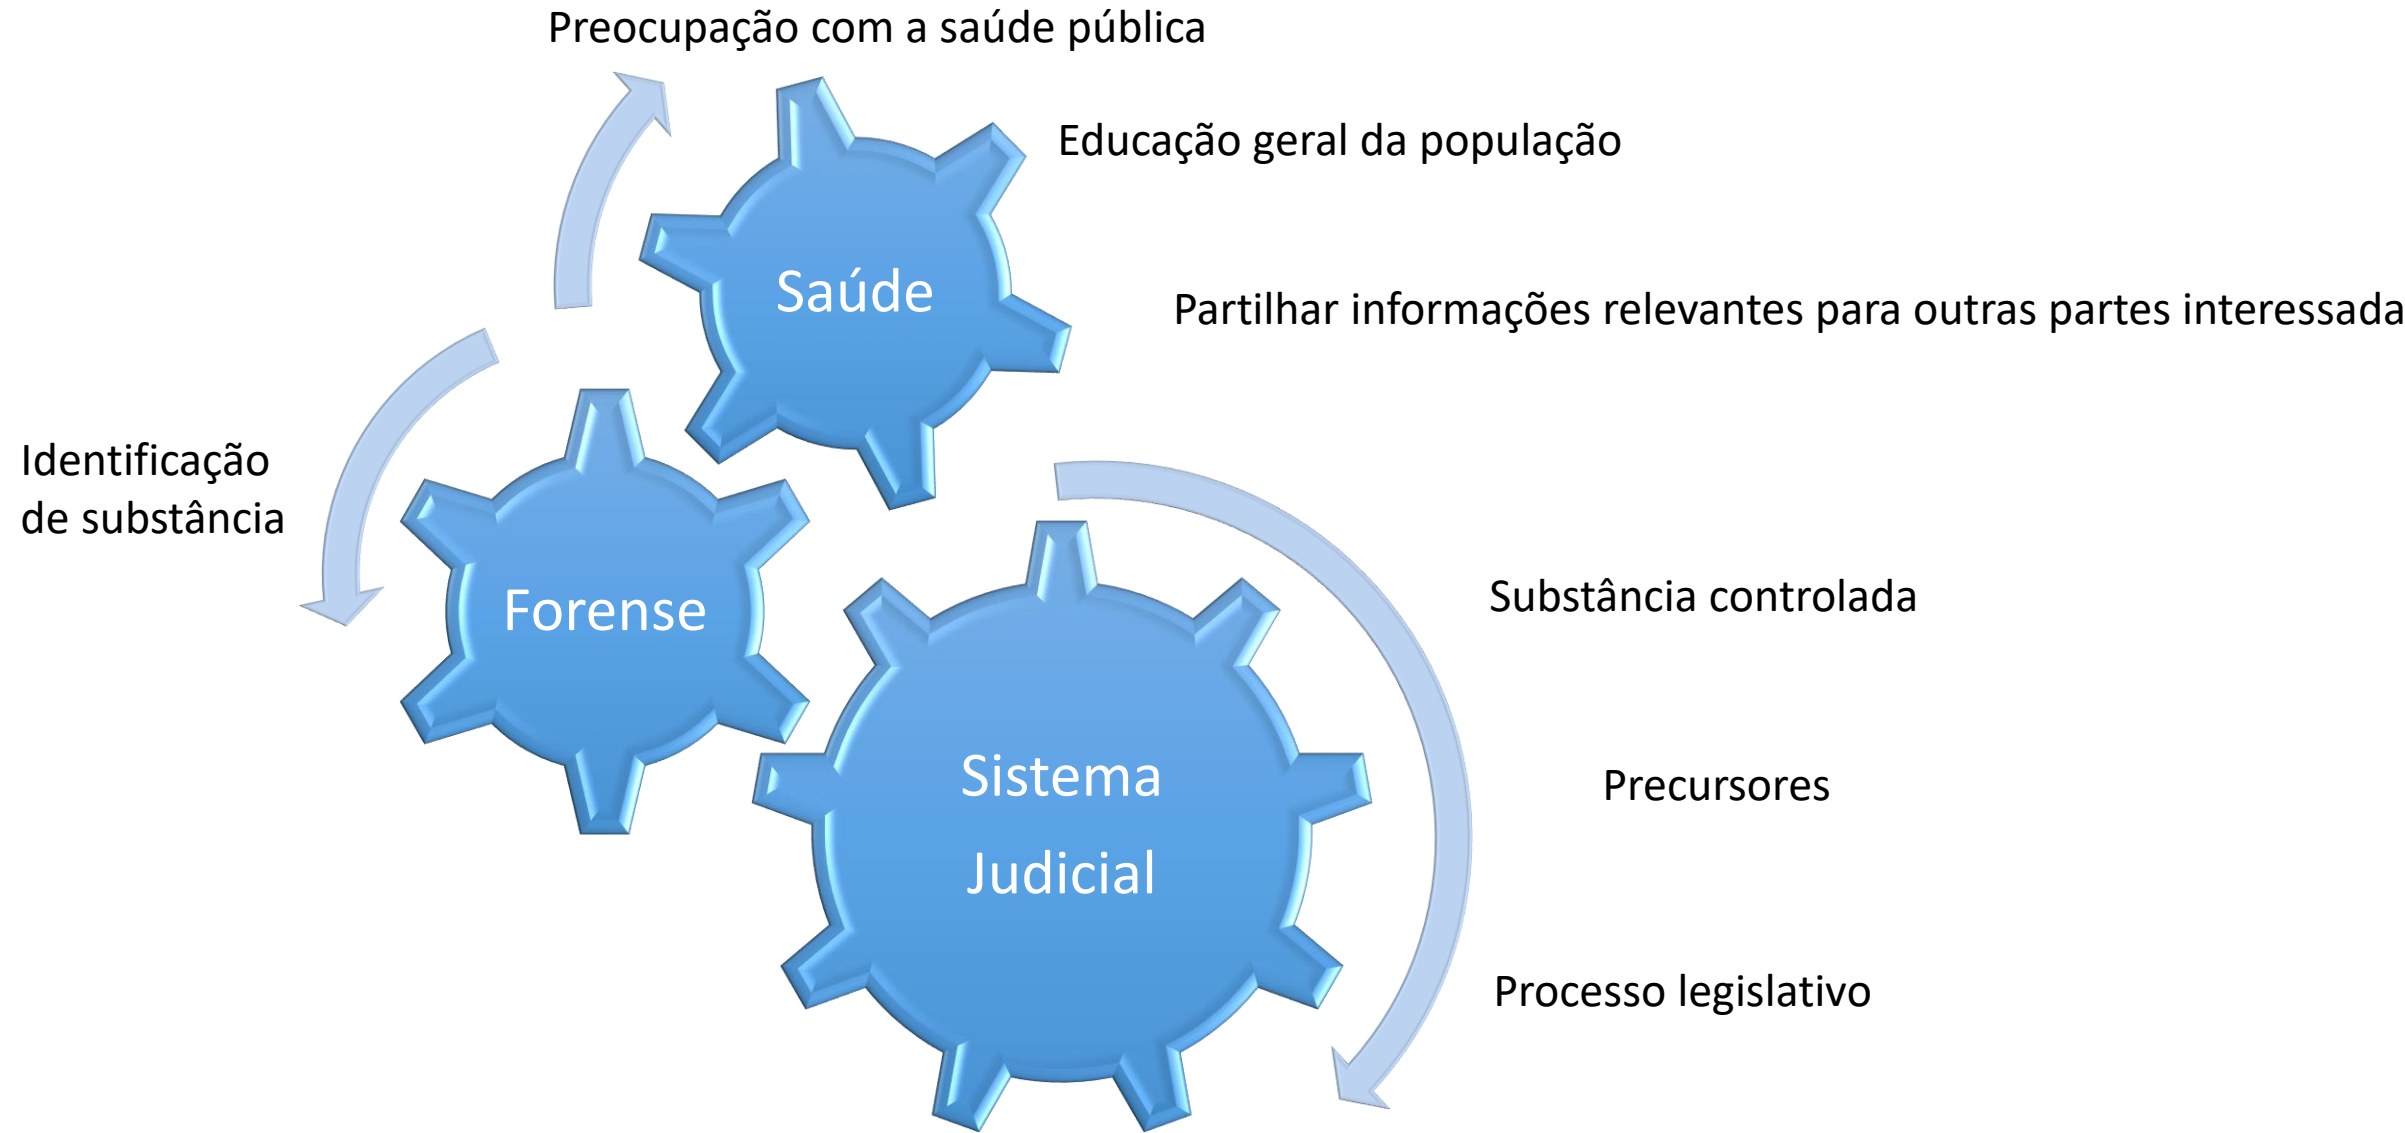 Preocupação com a saúde pública
Educação geral da população
Saúde
Partilhar informações relevantes para outras partes interessada
Identificação
de substância
Forense
Substância controlada
Sistema
Judicial
Precursores
Processo legislativo